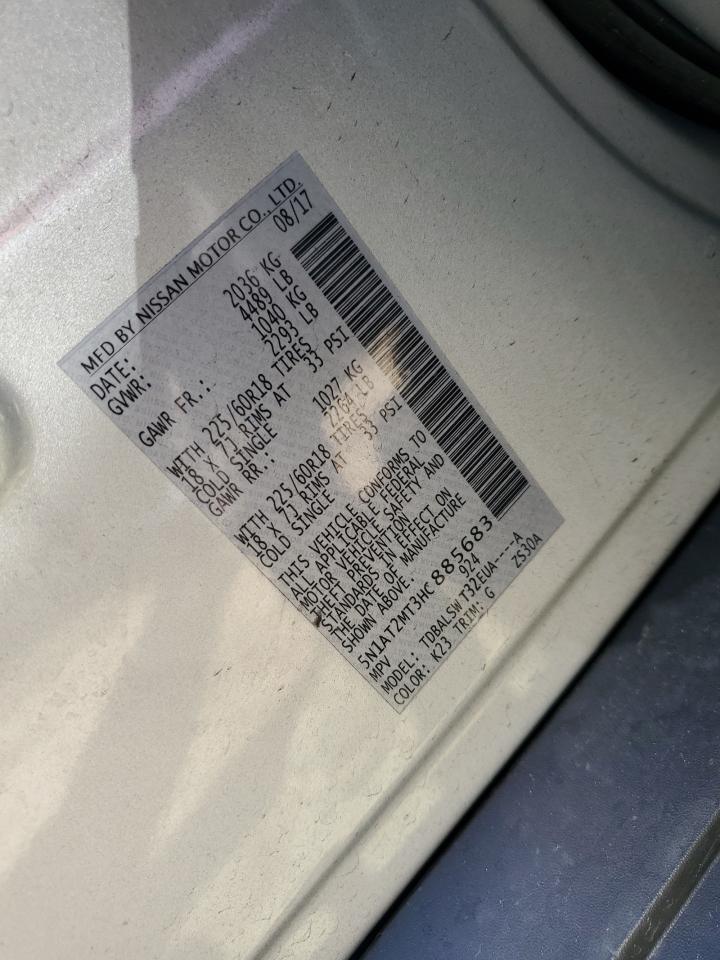 MFD BY NISSAN MOTOR CO., LTD.
DATE: 08/17
GVWR: 2036 KG
4489 LB
GAWR FR.: 1040 KG
2293 LB
WITH 225/60R18 TIRES
18 X 7J RIMS AT 33 PSI
COLD SINGLE
GAWR RR.: 1027 KG
2264 LB
WITH 225/60R18 TIRES
18 X 7J RIMS AT 33 PSI
COLD SINGLE
THIS VEHICLE CONFORMS TO
ALL APPLICABLE FEDERAL
MOTOR VEHICLE SAFETY AND
THEFT PREVENTION
STANDARDS IN EFFECT ON
THE DATE OF MANUFACTURE
SHOWN ABOVE.
5N1AT2MT3HC885683
MPV 924
MODEL: TDBALSW T32EUA----A
COLOR: K23 TRIM: G ZS30A